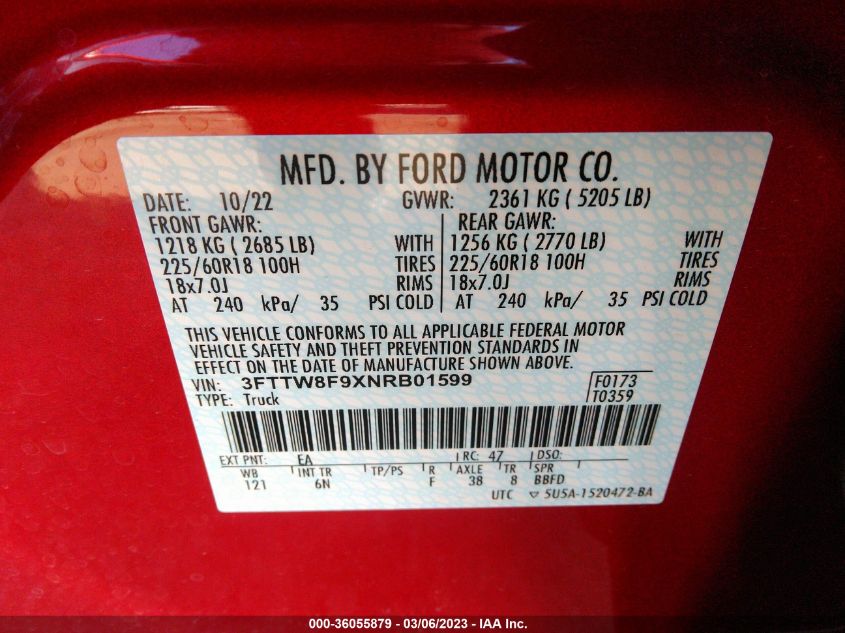 MFD. BY FORD MOTOR CO.
DATE: 10/22 GVWR: 2361 KG ( 5205 LB)
FRONT GAWR: REAR GAWR:
1218 KG ( 2685 LB) WITH 1256 KG ( 2770 LB) WITH
225/60R18 100H TIRES 225/60R18 100H TIRES
18x7.0J RIMS 18x7.0J RIMS
AT 240 kPa/ 35 PSI COLD AT 240 kPa/ 35 PSI COLD
THIS VEHICLE CONFORMS TO ALL APPLICABLE FEDERAL MOTOR
VEHICLE SAFETY AND THEFT PREVENTION STANDARDS IN
EFFECT ON THE DATE OF MANUFACTURE SHOWN ABOVE.
VIN: 3FTTW8F9XNRB01599 F0173
TYPE: Truck T0359
EXT PNT: EA RC: 47 DSO:
WB INT TR TP/PS R AXLE TR SPR
121 6N F 38 8 BBFD
UTC 5U5A-1520472-BA
000-36055879 — 03/06/2023 — IAA Inc.